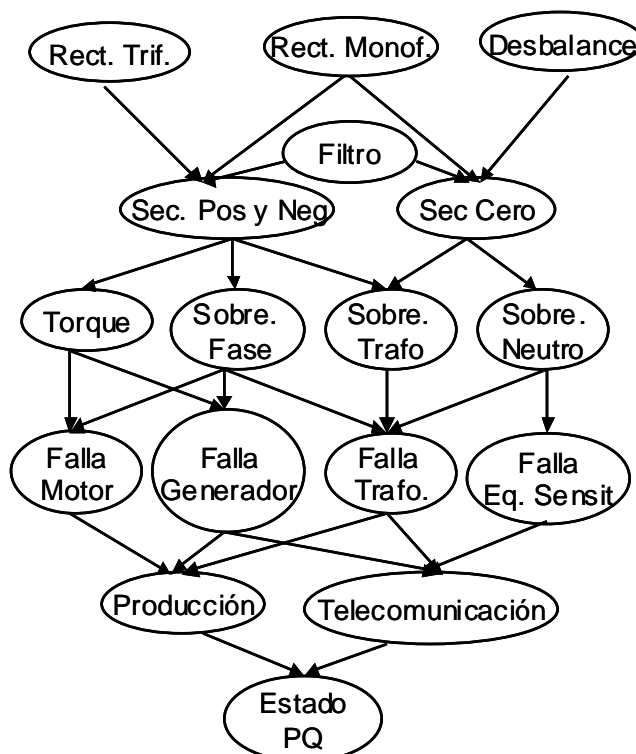 Rect. Trif.
Rect. Monof.
Desbalance
Filtro
Sec. Pos y Neg
Sec Cero
Torque
Sobre.
Fase
Sobre.
Trafo
Sobre.
Neutro
Falla
Motor
Falla
Generador
Falla
Trafo.
Falla
Eq. Sensit
Producción
Telecomunicación
Estado
PQ